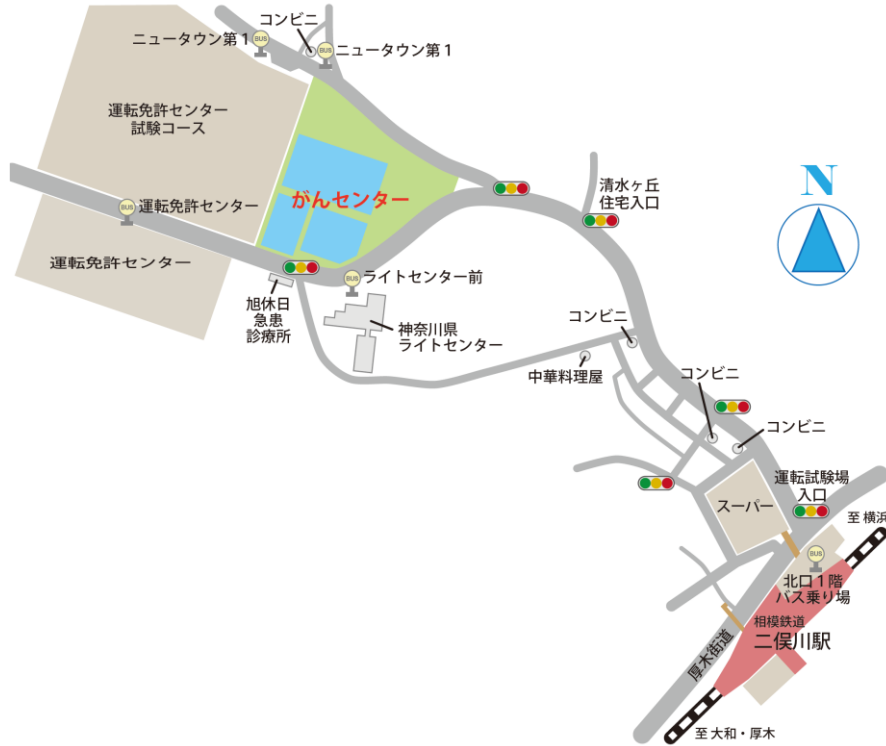 コンビニ
ニュータウン第1
BUS
BUS
ニュータウン第1
運転免許センター
試験コース
がんセンター
N
清水ヶ丘
住宅入口
BUS
運転免許センター
運転免許センター
BUS
ライトセンター前
旭休日
急患
診療所
神奈川県
ライトセンター
コンビニ
中華料理屋
コンビニ
コンビニ
運転試験場
入口
スーパー
至 横浜
BUS
北口1階
バス乗り場
相模鉄道
二俣川駅
厚木街道
至 大和・厚木